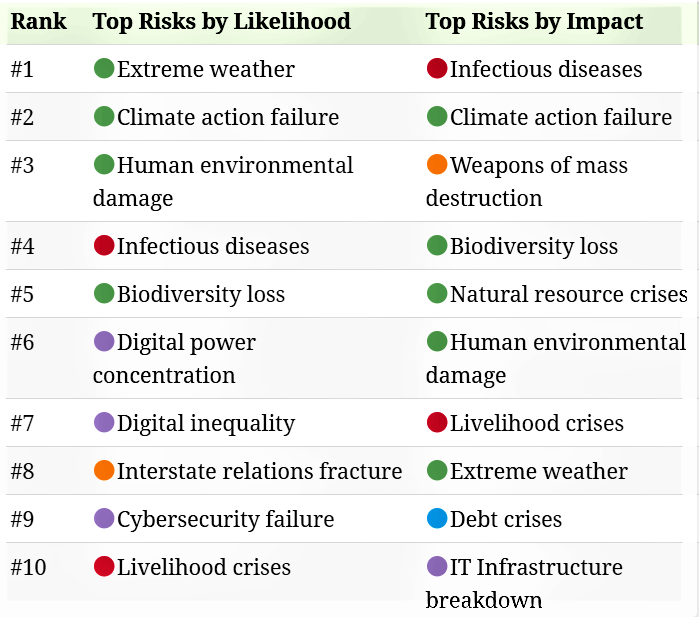 Rank Top Risks by Likelihood Top Risks by Impact
#1 Extreme weather Infectious diseases
#2 Climate action failure Climate action failure
#3 Human environmental Weapons of mass
damage destruction
#4 Infectious diseases Biodiversity loss
#5 Biodiversity loss Natural resource crises
#6 Digital power Human environmental
concentration damage
#7 Digital inequality Livelihood crises
#8 Interstate relations fracture Extreme weather
#9 Cybersecurity failure Debt crises
#10 Livelihood crises IT Infrastructure
breakdown